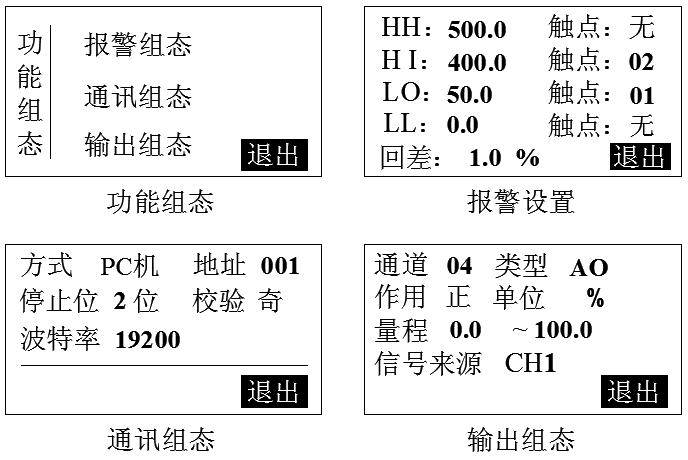 功能组态
报警组态
通讯组态
输出组态
退出
功能组态
HH：500.0 触点：无
H I：400.0 触点：02
LO：50.0 触点：01
LL：0.0 触点：无
回差： 1.0 % 退出
报警设置
方式 PC机 地址 001
停止位 2 位 校验 奇
波特率 19200
退出
通讯组态
通道 04 类型 AO
作用 正 单位 %
量程 0.0 ~ 100.0
信号来源 CH1
退出
输出组态